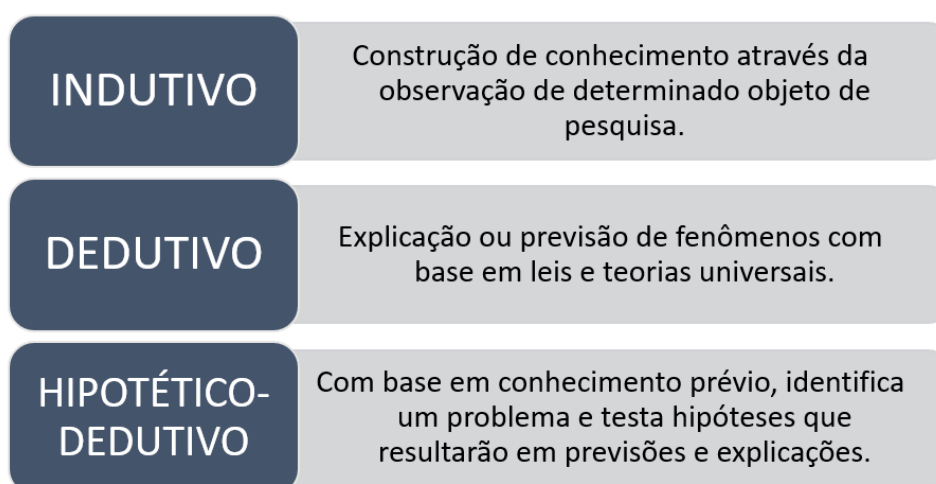 INDUTIVO
Construção de conhecimento através da
observação de determinado objeto de
pesquisa.
DEDUTIVO
Explicação ou previsão de fenômenos com
base em leis e teorias universais.
HIPOTÉTICO-
DEDUTIVO
Com base em conhecimento prévio, identifica
um problema e testa hipóteses que
resultarão em previsões e explicações.